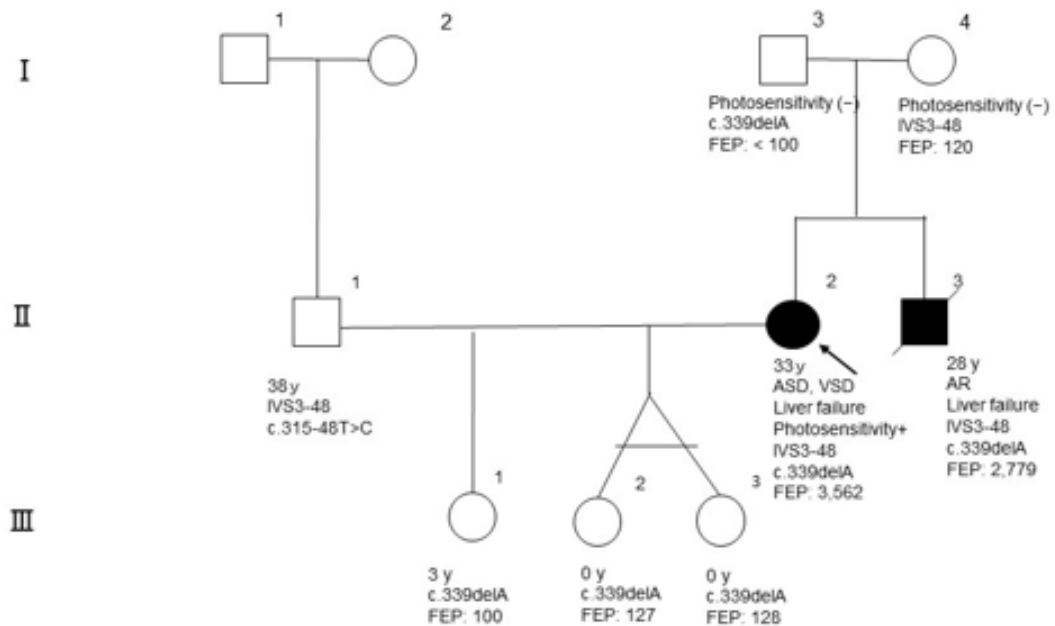 1
2
3
4
I
Photosensitivity (−)
c.339delA
FEP: < 100
Photosensitivity (−)
IVS3-48
FEP: 120
1
2
3
II
38 y
IVS3-48
c.315-48T>C
33 y
ASD, VSD
Liver failure
Photosensitivity+
IVS3-48
c.339delA
FEP: 3,562
28 y
AR
Liver failure
IVS3-48
c.339delA
FEP: 2,779
1
2
3
III
3 y
c.339delA
FEP: 100
0 y
c.339delA
FEP: 127
0 y
c.339delA
FEP: 128